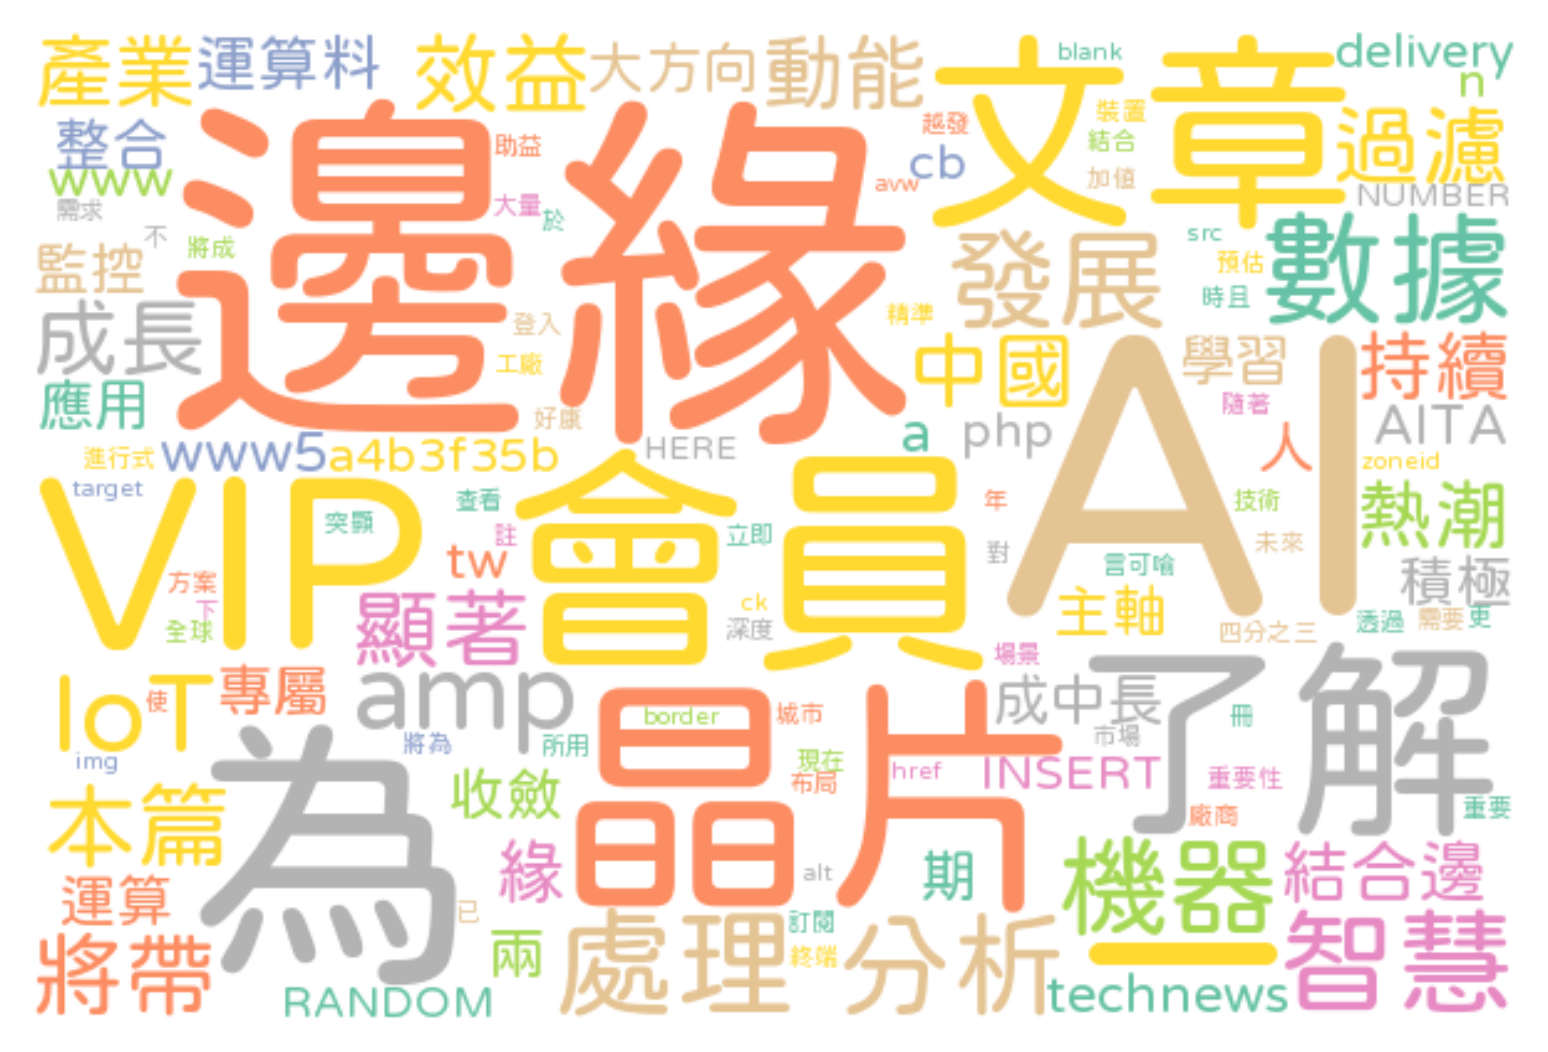 產業
運算料
效益
大方向
動能
文章
blank
delivery
n
整合
www
需求
不
將成
邊緣
助益
大量
於
越發
cb
avw
裝置
結合
加值
過濾
NUMBER
監控
成長
應用
登入
工廠
好康
精準
發展
src
預估
時且
數據
中國
AI
學習
隨著
持續
AITA
進行式
www5
a4b3f35b
HERE
a
php
人
zoneid
target
VIP
突顯
查看
註
tw
會員
立即
年
對
技術
未來
熱潮
方案
下
全球
顯著
ck
深度
言可喻
主軸
四分之三
積極
透過
需要
更
場景
IoT
使
專屬
amp
border
城市
成中長
市場
了解
冊
img
將為
所用
晶片
現在
布局
href
INSERT
重要性
廠商
重要
本篇
為
收斂
緣
alt
期
機器
結合邊
運算
已
將帶
兩
處理
訂閱
終端
分析
一
智慧
RANDOM
technews